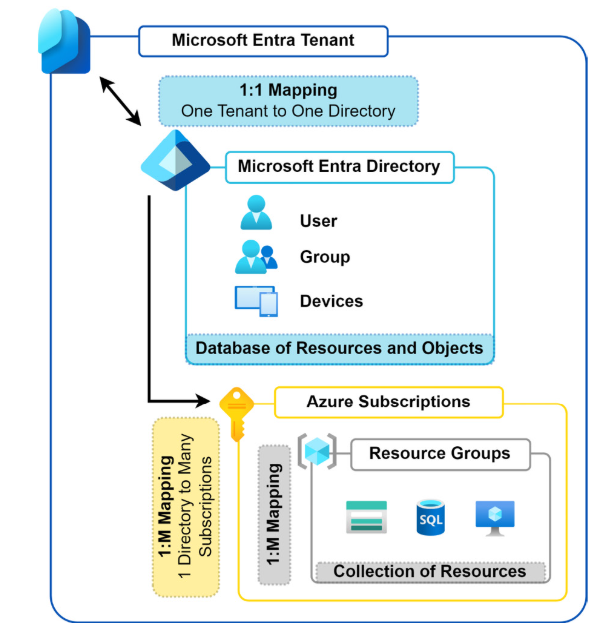 Microsoft Entra Tenant
1:1 Mapping
One Tenant to One Directory
Microsoft Entra Directory
User
Group
Devices
Database of Resources and Objects
Azure Subscriptions
1:M Mapping
1 Directory to Many
Subscriptions
Resource Groups
1:M Mapping
SQL
Collection of Resources